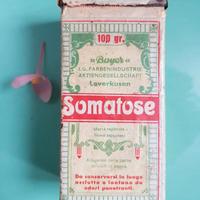 100 gr.
"Bayer"
I.G. FARBENINDUSTRIE
AKTIENGESELLSCHAFT
Leverkusen
Somatose
Da conservarsi in luogo
asciutto e lontano da
odori penetranti.